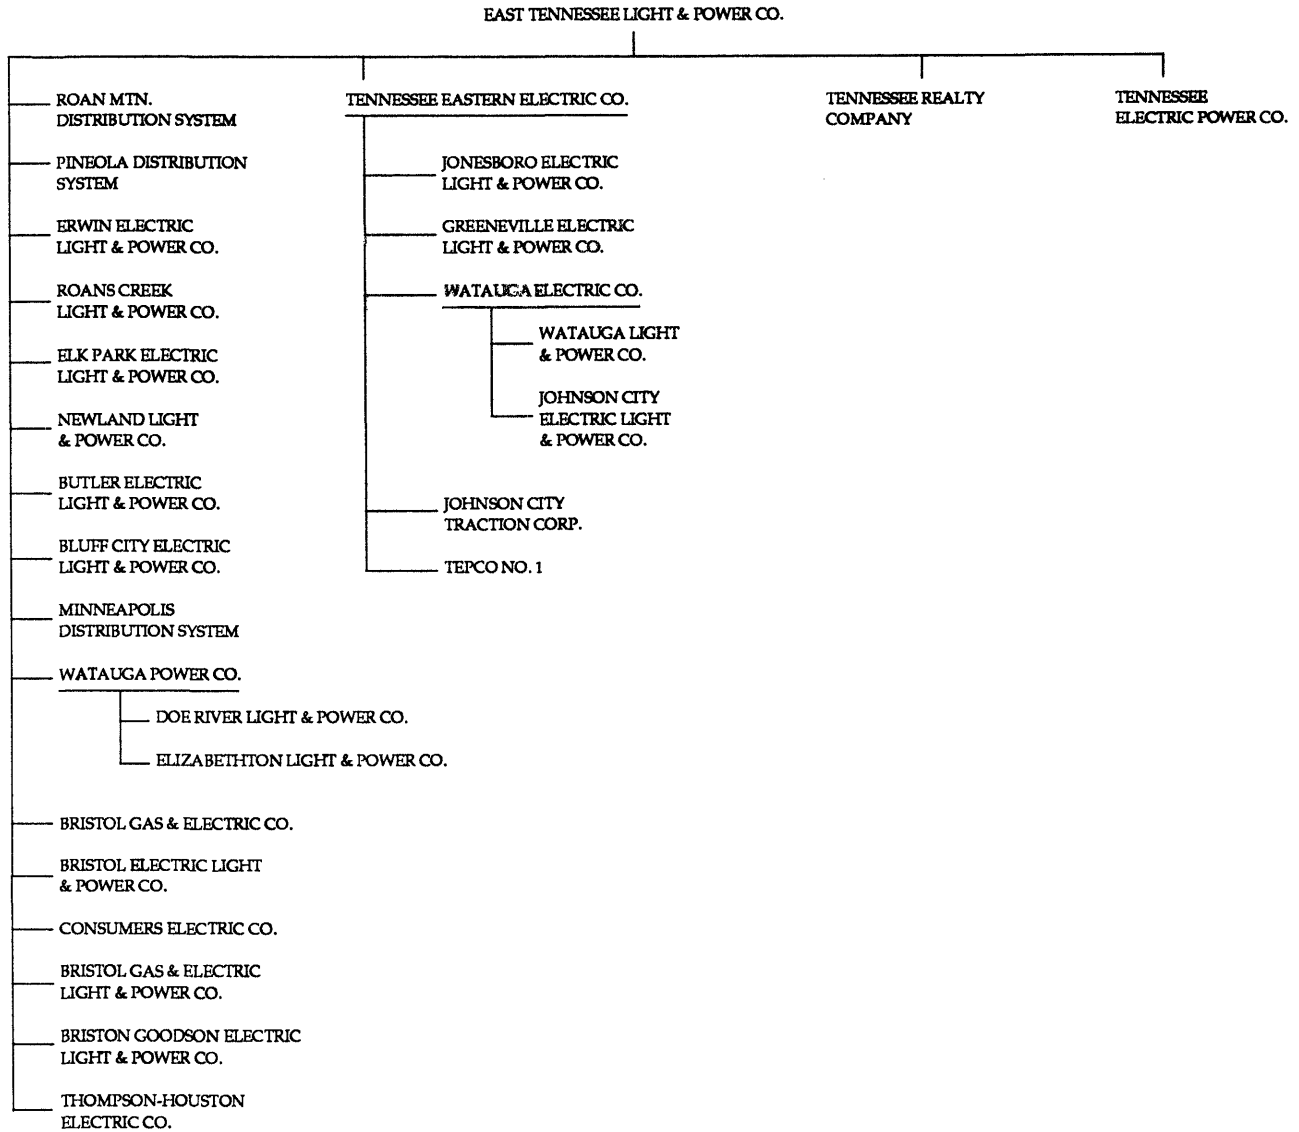 EAST TENNESSEE LIGHT & POWER CO.
ROAN MTN.
DISTRIBUTION SYSTEM
PINEOLA DISTRIBUTION
SYSTEM
ERWIN ELECTRIC
LIGHT & POWER CO.
ROANS CREEK
LIGHT & POWER CO.
ELK PARK ELECTRIC
LIGHT & POWER CO.
NEWLAND LIGHT
& POWER CO.
BUTLER ELECTRIC
LIGHT & POWER CO.
BLUFF CITY ELECTRIC
LIGHT & POWER CO.
MINNEAPOLIS
DISTRIBUTION SYSTEM
WATAUGA POWER CO.
DOE RIVER LIGHT & POWER CO.
ELIZABETHTON LIGHT & POWER CO.
BRISTOL GAS & ELECTRIC CO.
BRISTOL ELECTRIC LIGHT
& POWER CO.
CONSUMERS ELECTRIC CO.
BRISTOL GAS & ELECTRIC
LIGHT & POWER CO.
BRISTON GOODSON ELECTRIC
LIGHT & POWER CO.
THOMPSON-HOUSTON
ELECTRIC CO.
TENNESSEE EASTERN ELECTRIC CO.
JONESBORO ELECTRIC
LIGHT & POWER CO.
GREENEVILLE ELECTRIC
LIGHT & POWER CO.
WATAUGA ELECTRIC CO.
WATAUGA LIGHT
& POWER CO.
JOHNSON CITY
ELECTRIC LIGHT
& POWER CO.
JOHNSON CITY
TRACTION CORP.
TEPCO NO. 1
TENNESSEE REALTY
COMPANY
TENNESSEE
ELECTRIC POWER CO.